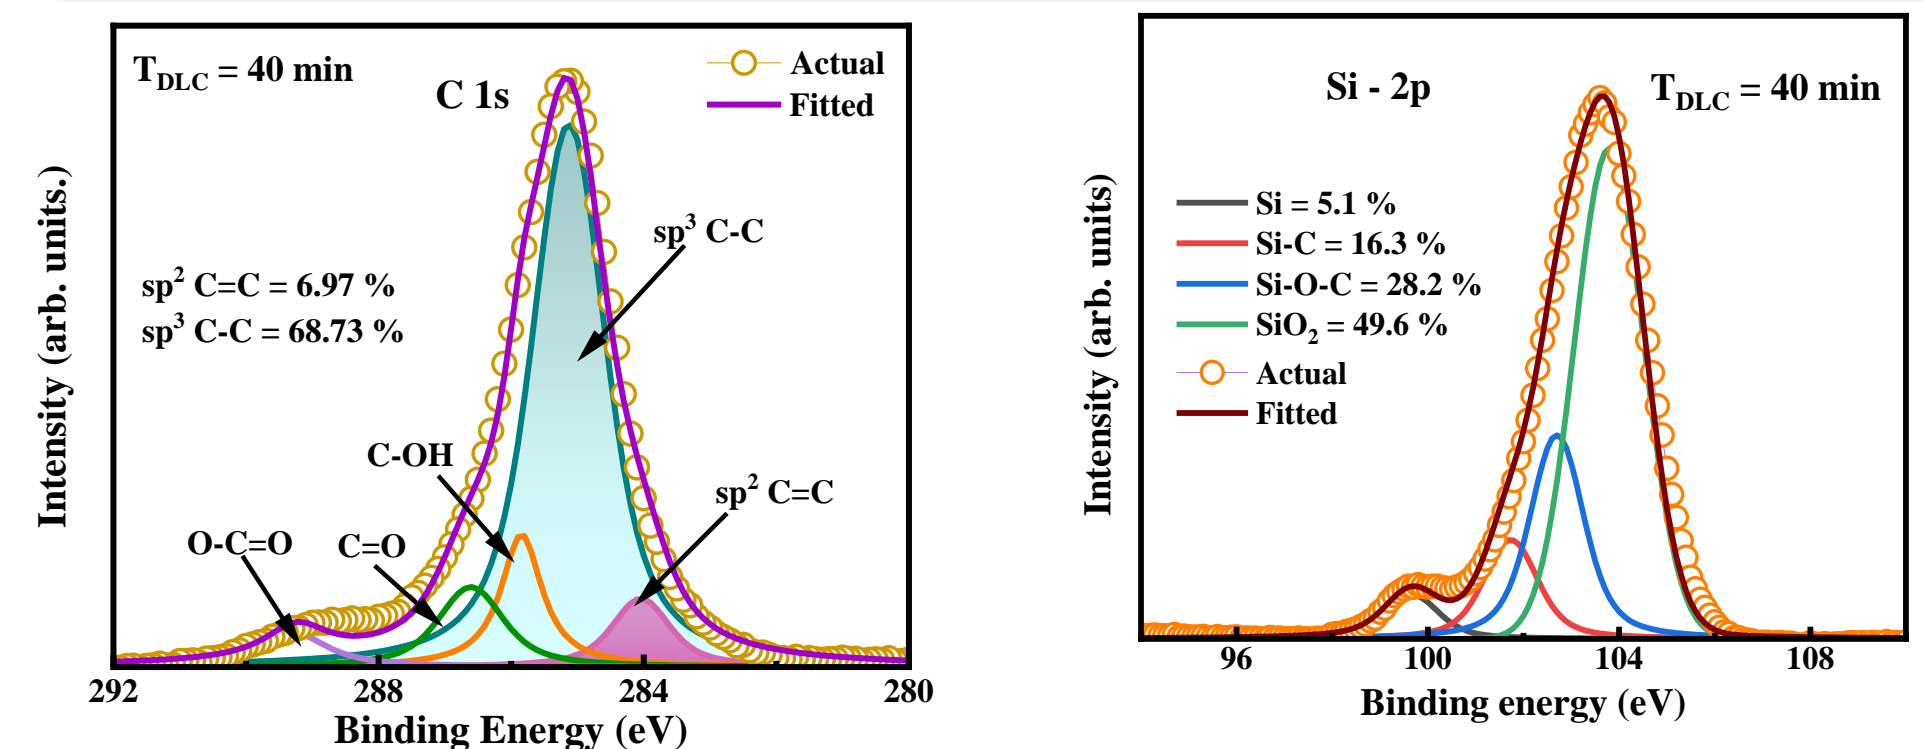 T_DLC = 40 min
C 1s
Actual
Fitted
sp³ C-C
sp² C=C = 6.97 %
sp³ C-C = 68.73 %
C-OH
sp² C=C
O-C=O
C=O
Intensity (arb. units.)
292
288
284
280
Binding Energy (eV)
Si - 2p
T_DLC = 40 min
Si = 5.1 %
Si-C = 16.3 %
Si-O-C = 28.2 %
SiO₂ = 49.6 %
Actual
Fitted
Intensity (arb. units)
96
100
104
108
Binding energy (eV)